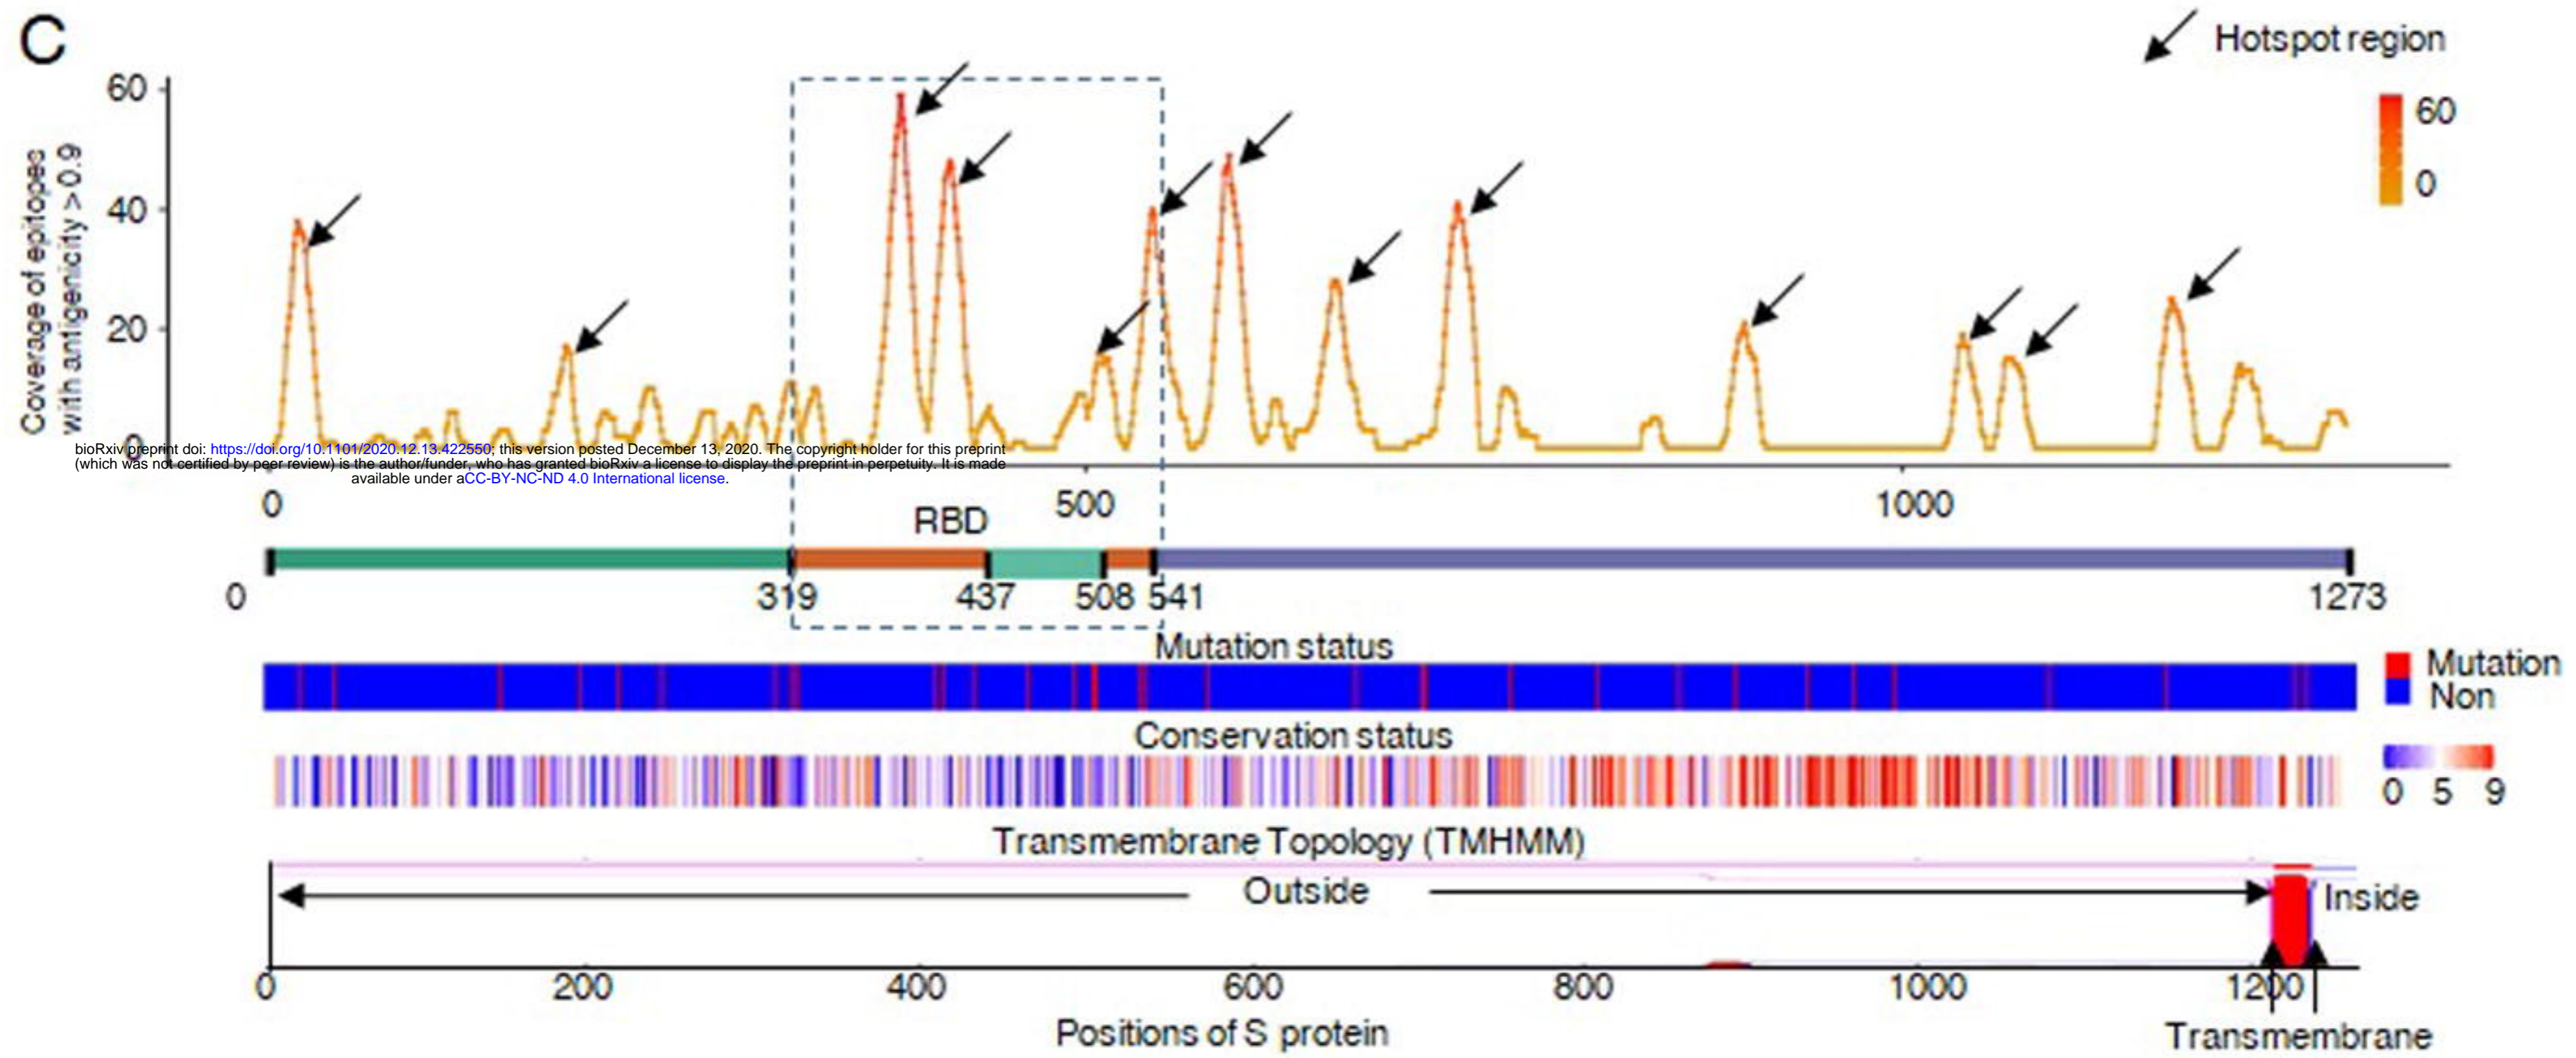 C
Hotspot region
60
40
20
0
Coverage of epitopes
with antigenicity >0.9
60
0
bioRxiv preprint doi: https://doi.org/10.1101/2020.12.13.422550; this version posted December 13, 2020. The copyright holder for this preprint
(which was not certified by peer review) is the author/funder, who has granted bioRxiv a license to display the preprint in perpetuity. It is made
available under aCC-BY-NC-ND 4.0 International license.
0 500 1000
RBD
0 319 437 508 541 1273
Mutation status
Mutation
Non
Conservation status
0 5 9
Transmembrane Topology (TMHMM)
Outside
Inside
0 200 400 600 800 1000 1200
Positions of S protein
Transmembrane